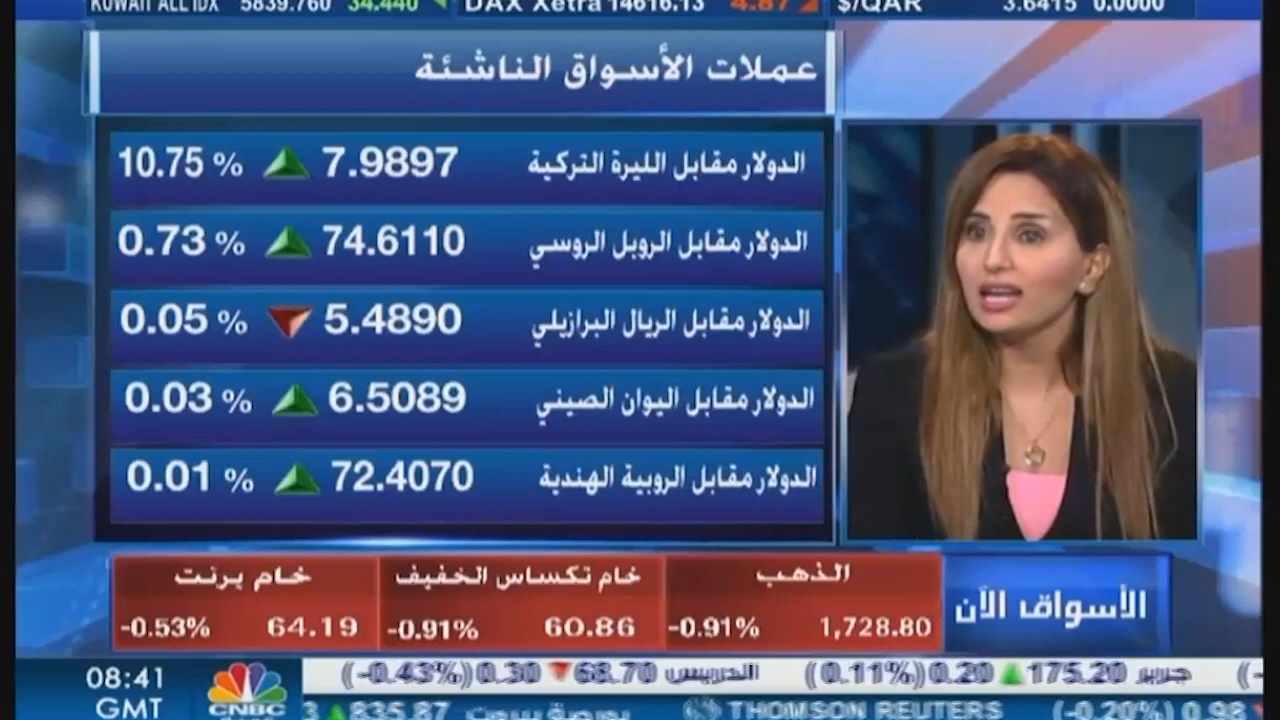 KUWAIT ALL IDX 5839.760 34.440 DAX Xetra 14616.13 4.87 $/QAR 3.6415 0.0000
عملات الأسواق الناشئة
الدولار مقابل الليرة التركية 7.9897 10.75 %
الدولار مقابل الروبل الروسي 74.6110 0.73 %
الدولار مقابل الريال البرازيلي 5.4890 0.05 %
الدولار مقابل اليوان الصيني 6.5089 0.03 %
الدولار مقابل الروبية الهندية 72.4070 0.01 %
الأسواق الآن
الذهب
1,728.80 -0.91%
خام تكساس الخفيف
60.86 -0.91%
خام برنت
64.19 -0.53%
جرير 175.20 0.20 (0.11%) الدريس 68.70 0.30 (-0.43%)
08:41
GMT
CNBC
835.87 بورصة بيروت THOMSON REUTERS (-0.20%) 0.98